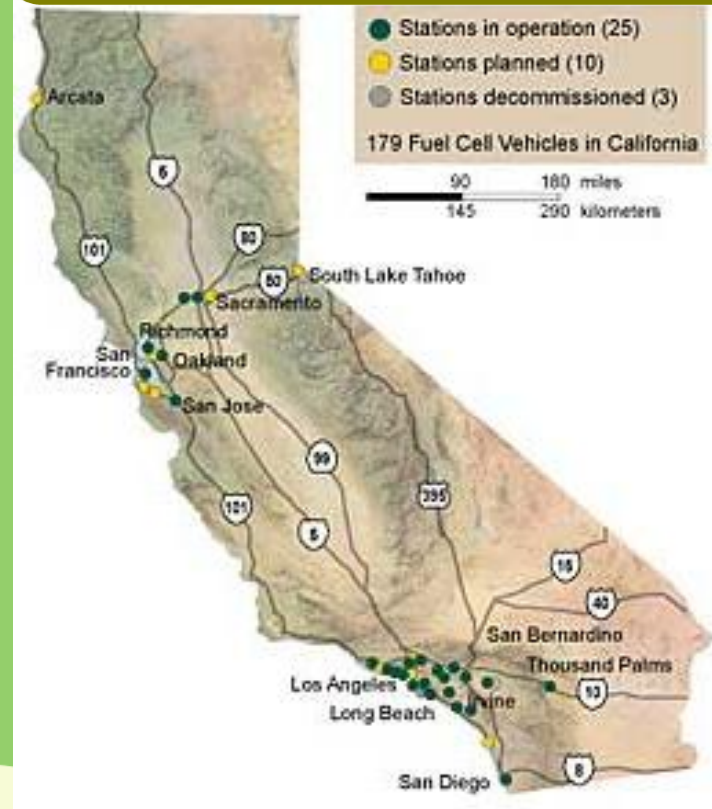 Stations in operation (25)
Stations planned (10)
Stations decommissioned (3)
179 Fuel Cell Vehicles in California
90 180 miles
145 290 kilometers
Arcata
5
101
80
50
South Lake Tahoe
Sacramento
Richmond
San
Francisco
Oakland
San Jose
99
101
5
395
15
40
San Bernardino
Thousand Palms
Los Angeles
Irvine
10
Long Beach
San Diego
8